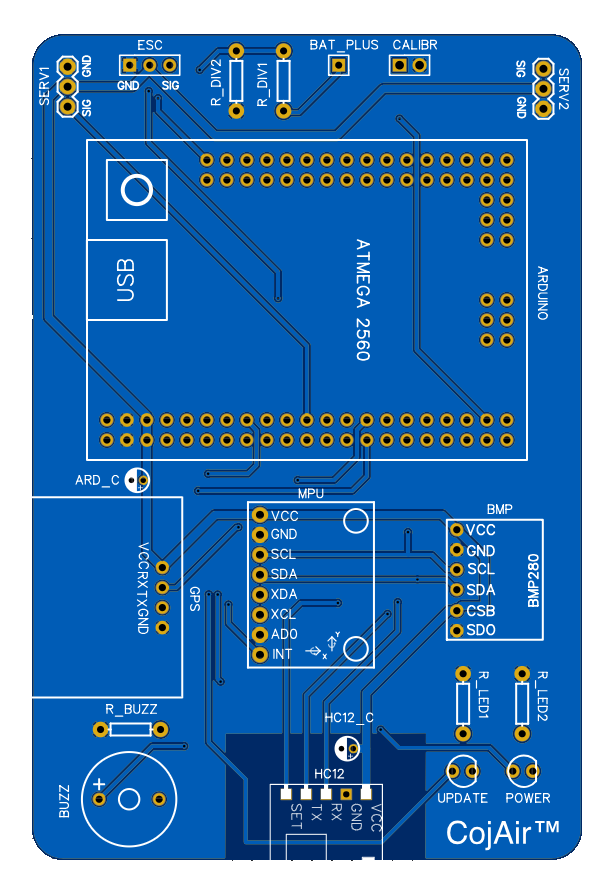 ESC
BAT_PLUS
CALIBR
SERV1
GND
SIG
GND
SIG
R_DIV2
R_DIV1
SIG
GND
SERV2
USB
ATMEGA 2560
ARDUINO
ARD_C
+
MPU
VCC
GND
SCL
SDA
XDA
XCL
AD0
INT
Y
X
BMP
VCC
GND
SCL
SDA
CSB
SDO
BMP280
VCC
RX
TX
GND
GPS
R_BUZZ
BUZZ
+
HC12_C
+
HC12
SET
TX
RX
GND
VCC
R_LED1
R_LED2
UPDATE
POWER
CojAir™